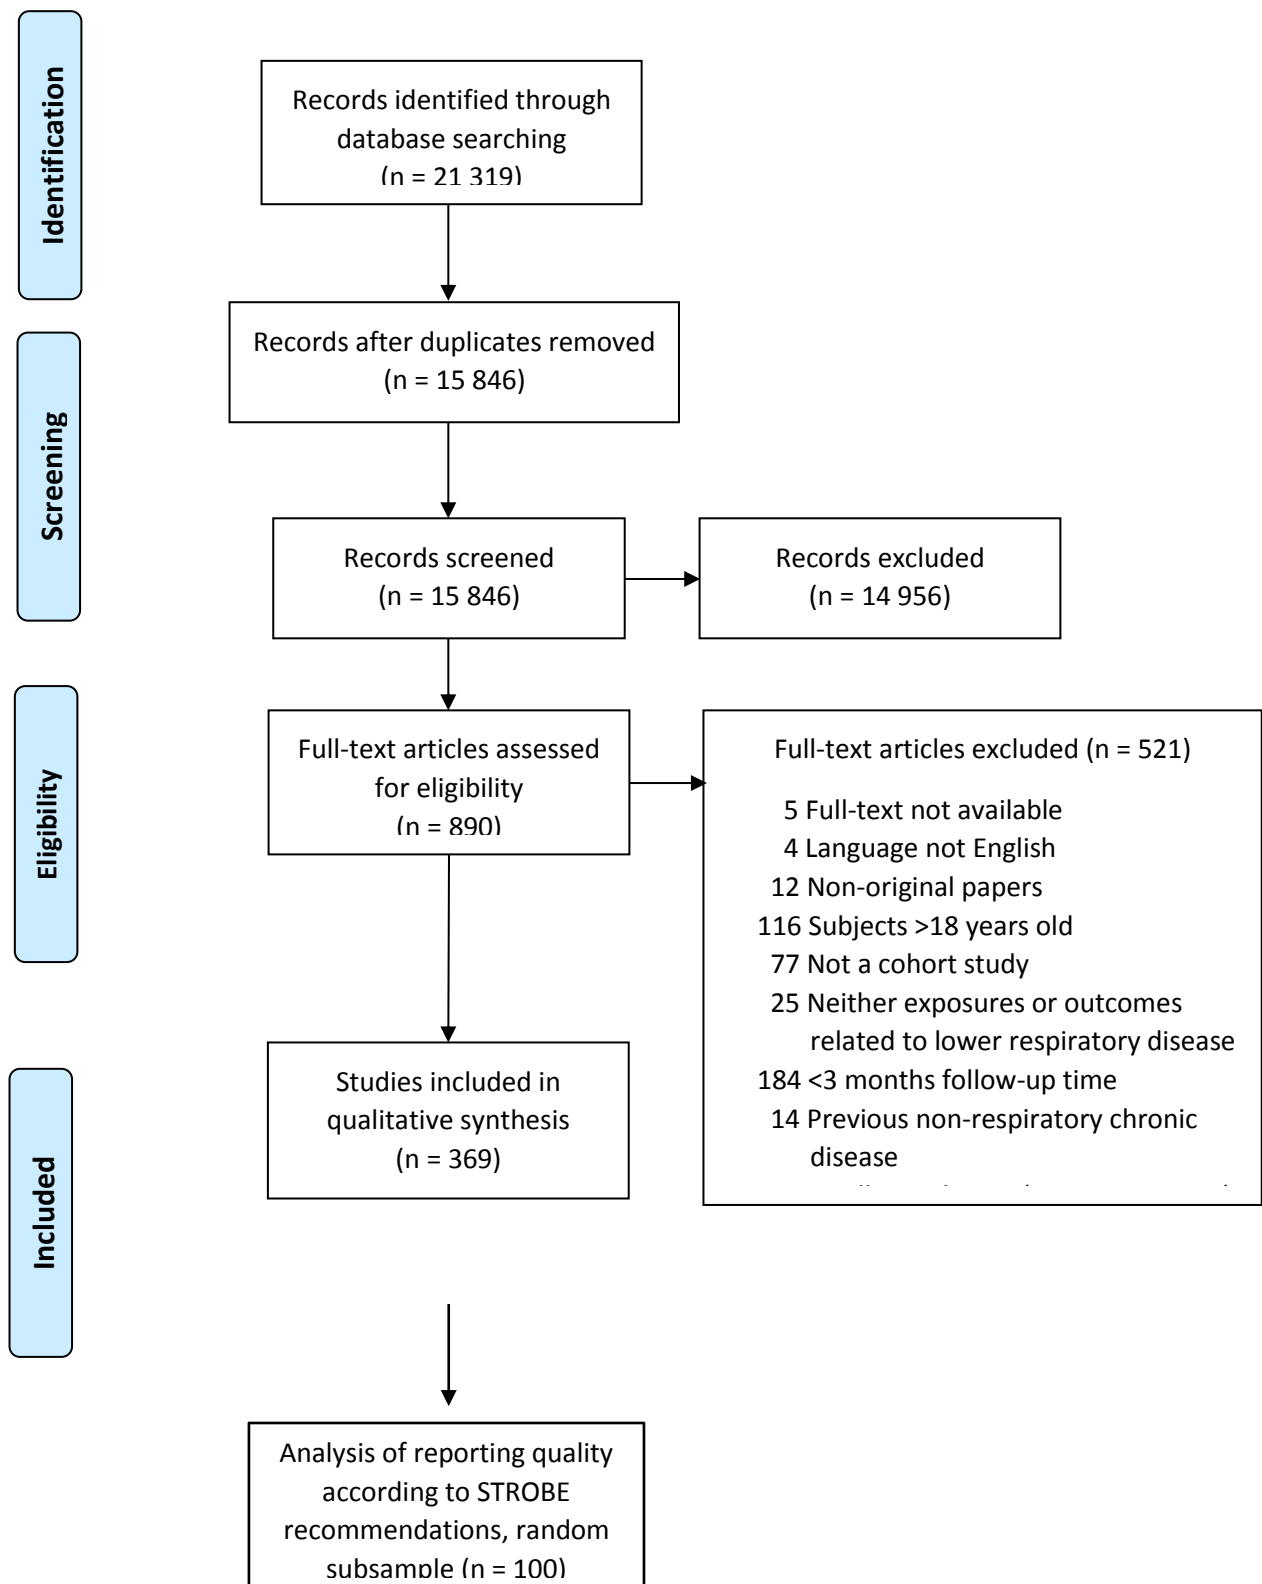 Identification
Records identified through
database searching
(n = 21 319)
Records after duplicates removed
(n = 15 846)
Screening
Records screened
(n = 15 846)
Records excluded
(n = 14 956)
Eligibility
Full-text articles assessed
for eligibility
(n = 890)
Full-text articles excluded (n = 521)
5 Full-text not available
4 Language not English
12 Non-original papers
116 Subjects >18 years old
77 Not a cohort study
25 Neither exposures or outcomes
related to lower respiratory disease
184 <3 months follow-up time
14 Previous non-respiratory chronic
disease
Included
Studies included in
qualitative synthesis
(n = 369)
Analysis of reporting quality
according to STROBE
recommendations, random
subsample (n = 100)